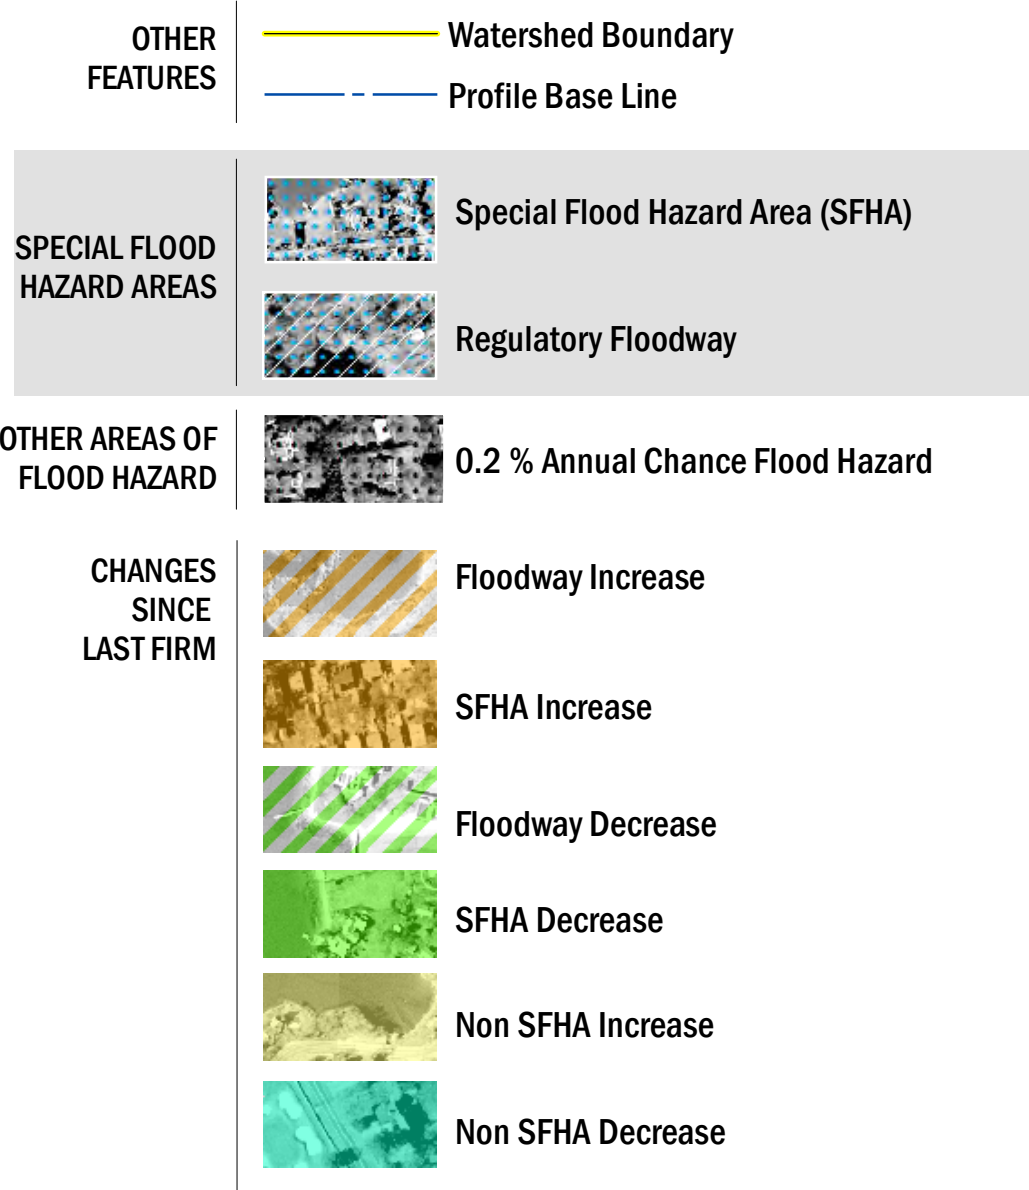 OTHER
FEATURES
Watershed Boundary
Profile Base Line
SPECIAL FLOOD
HAZARD AREAS
Special Flood Hazard Area (SFHA)
Regulatory Floodway
OTHER AREAS OF
FLOOD HAZARD
0.2 % Annual Chance Flood Hazard
CHANGES
SINCE
LAST FIRM
Floodway Increase
SFHA Increase
Floodway Decrease
SFHA Decrease
Non SFHA Increase
Non SFHA Decrease